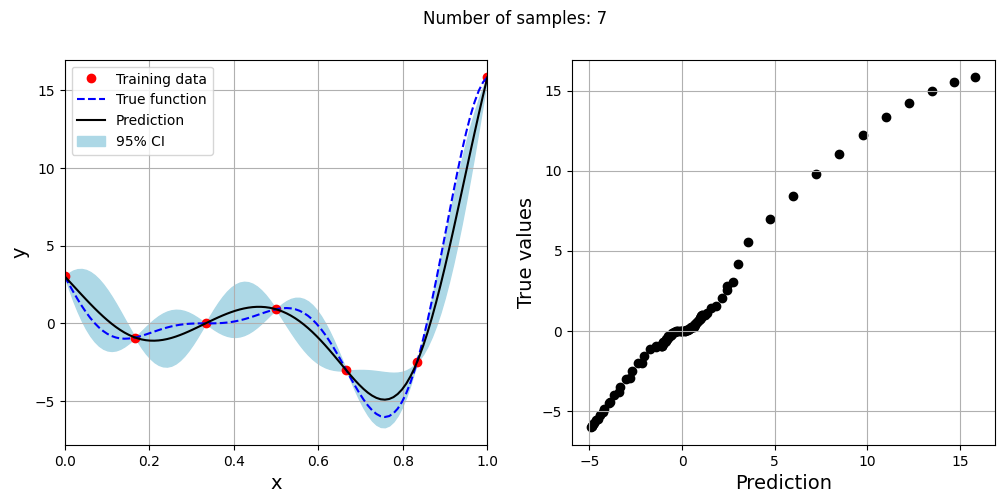 Number of samples: 7
Training data
True function
Prediction
95% CI
15
10
5
0
−5
y
0.0 0.2 0.4 0.6 0.8 1.0
x
15
10
5
0
−5
True values
−5 0 5 10 15
Prediction